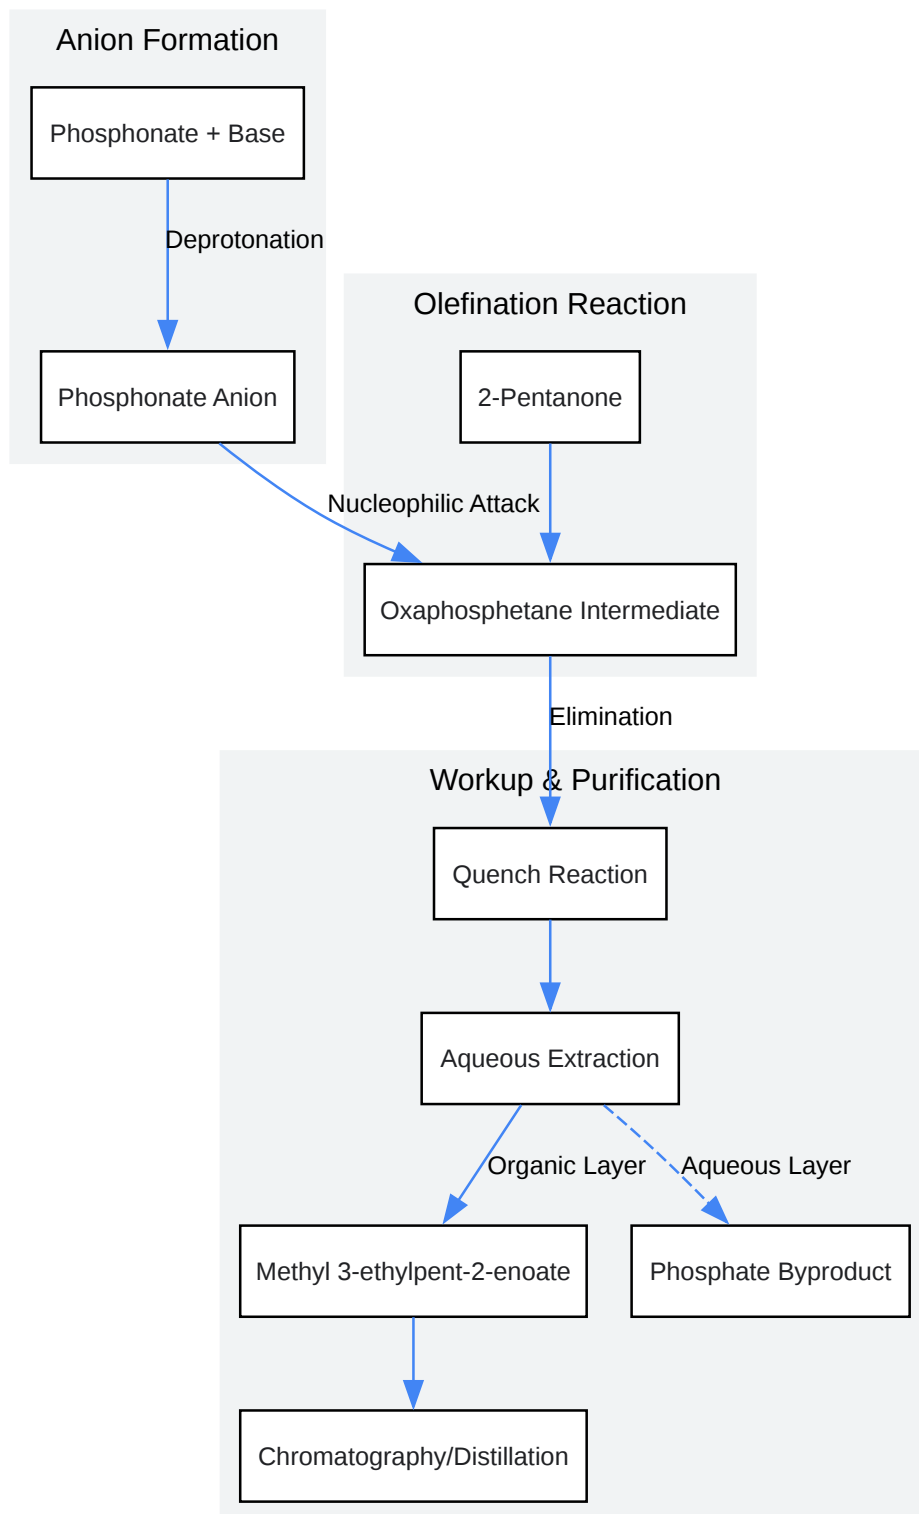 Anion Formation
Phosphonate + Base
Deprotonation
Phosphonate Anion
Olefination Reaction
2-Pentanone
Nucleophilic Attack
Oxaphosphetane Intermediate
Elimination
Workup & Purification
Quench Reaction
Aqueous Extraction
Organic Layer
Aqueous Layer
Methyl 3-ethylpent-2-enoate
Phosphate Byproduct
Chromatography/Distillation